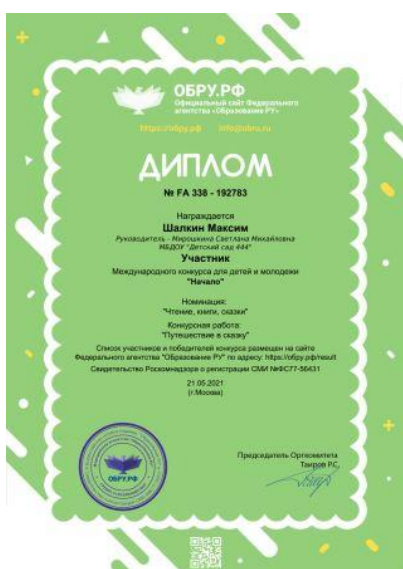 ОБРУ.РФ
Официальный сайт Федерального
агентства «Образование РУ»
https://обру.рф info@obru.ru
ДИПЛОМ
№ FA 338 - 192783
Награждается
Шалкин Максим
Руководитель - Мирошкина Светлана Михайловна
МБДОУ "Детский сад #44"
Участник
Международного конкурса для детей и молодежи
"Начало"
Номинация:
"Чтение, книги, сказки"
Конкурсная работа:
"Путешествие в сказку"
Список участников и победителей конкурса размещен на сайте
Федерального агентства "Образование РУ" по адресу: https://обру.рф/result
Свидетельство Роскомнадзора о регистрации СМИ №ФС77-56431
21.05.2021
(г.Москва)
Председатель Оргкомитета
Таиров Р.С.
ОБРУ.РФ